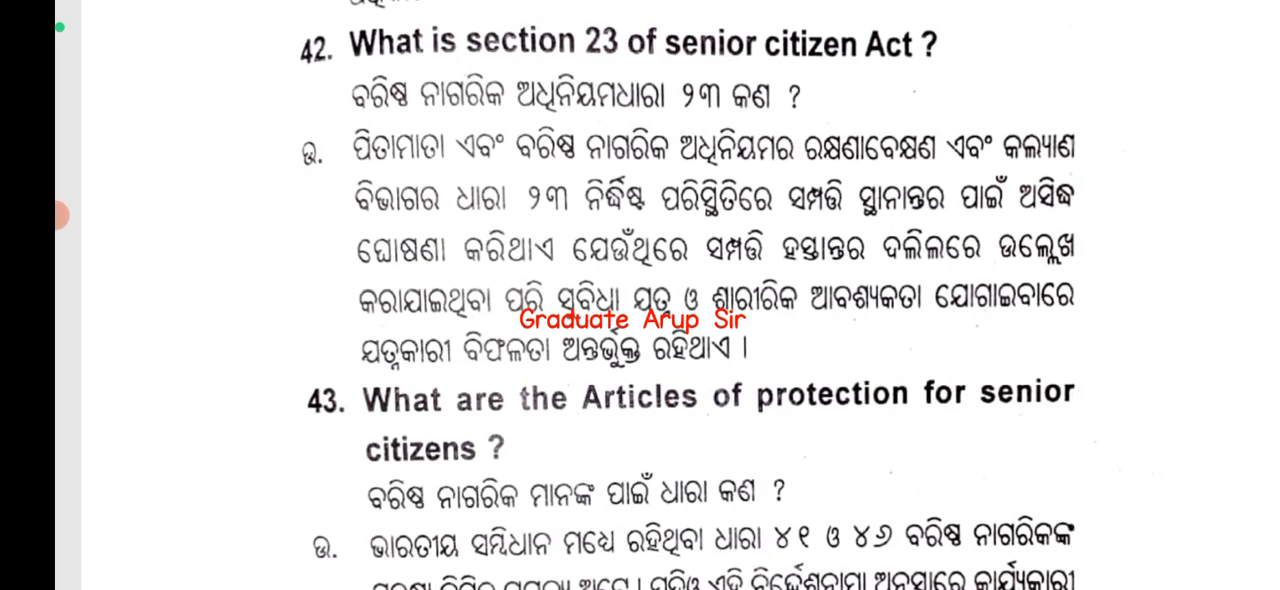 42. What is section 23 of senior citizen Act ?
ବରିଷ୍ଠ ନାଗରିକ ଅଧିନିୟମଧାରା ୨୩ କଣ ?
ଉ. ପିତାମାତା ଏବଂ ବରିଷ୍ଠ ନାଗରିକ ଅଧିନିୟମର ରକ୍ଷଣାବେକ୍ଷଣ ଏବଂ କଲ୍ୟାଣ
ବିଭାଗର ଧାରା ୨୩ ନିର୍ଦ୍ଧିଷ୍ଟ ପରିସ୍ଥିତିରେ ସମ୍ପତ୍ତି ସ୍ଥାନାନ୍ତର ପାଇଁ ଅସିଦ୍ଧ
ଘୋଷଣା କରିଥାଏ ଯେଉଁଥିରେ ସମ୍ପତ୍ତି ହସ୍ତାନ୍ତର ଦଲିଲରେ ଉଲ୍ଲେଖ
କରାଯାଇଥିବା ପରି ସୁବିଧା ଯତ୍ନ ଓ ଶାରୀରିକ ଆବଶ୍ୟକତା ଯୋଗାଇବାରେ
Graduate Arup Sir
ଯତ୍ନକାରୀ ବିଫଳତା ଅନ୍ତର୍ଭୁକ୍ତ ରହିଥାଏ ।
43. What are the Articles of protection for senior
citizens ?
ବରିଷ୍ଠ ନାଗରିକ ମାନଙ୍କ ପାଇଁ ଧାରା କଣ ?
ଉ. ଭାରତୀୟ ସମ୍ବିଧାନ ମଧ୍ୟେ ରହିଥିବା ଧାରା ୪୧ ଓ ୪୬ ବରିଷ୍ଠ ନାଗରିକଙ୍କ